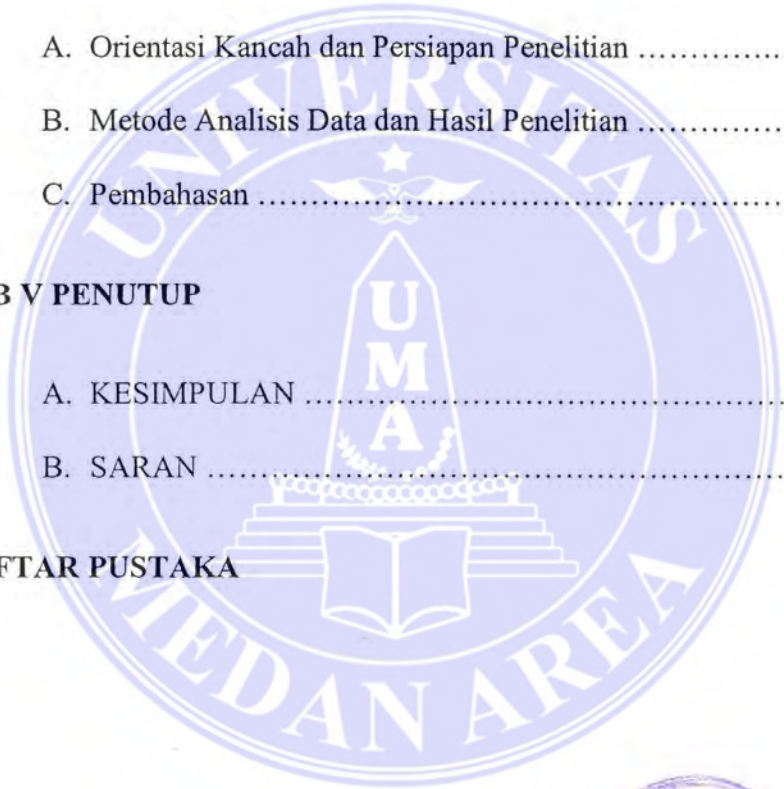 A. Orientasi Kancah dan Persiapan Penelitian ..............
B. Metode Analisis Data dan Hasil Penelitian ..............
C. Pembahasan ..................................................
B V PENUTUP
A. KESIMPULAN .............................................
B. SARAN .......................................................
FTAR PUSTAKA
UNIVERSITAS
UMA
MEDAN AREA